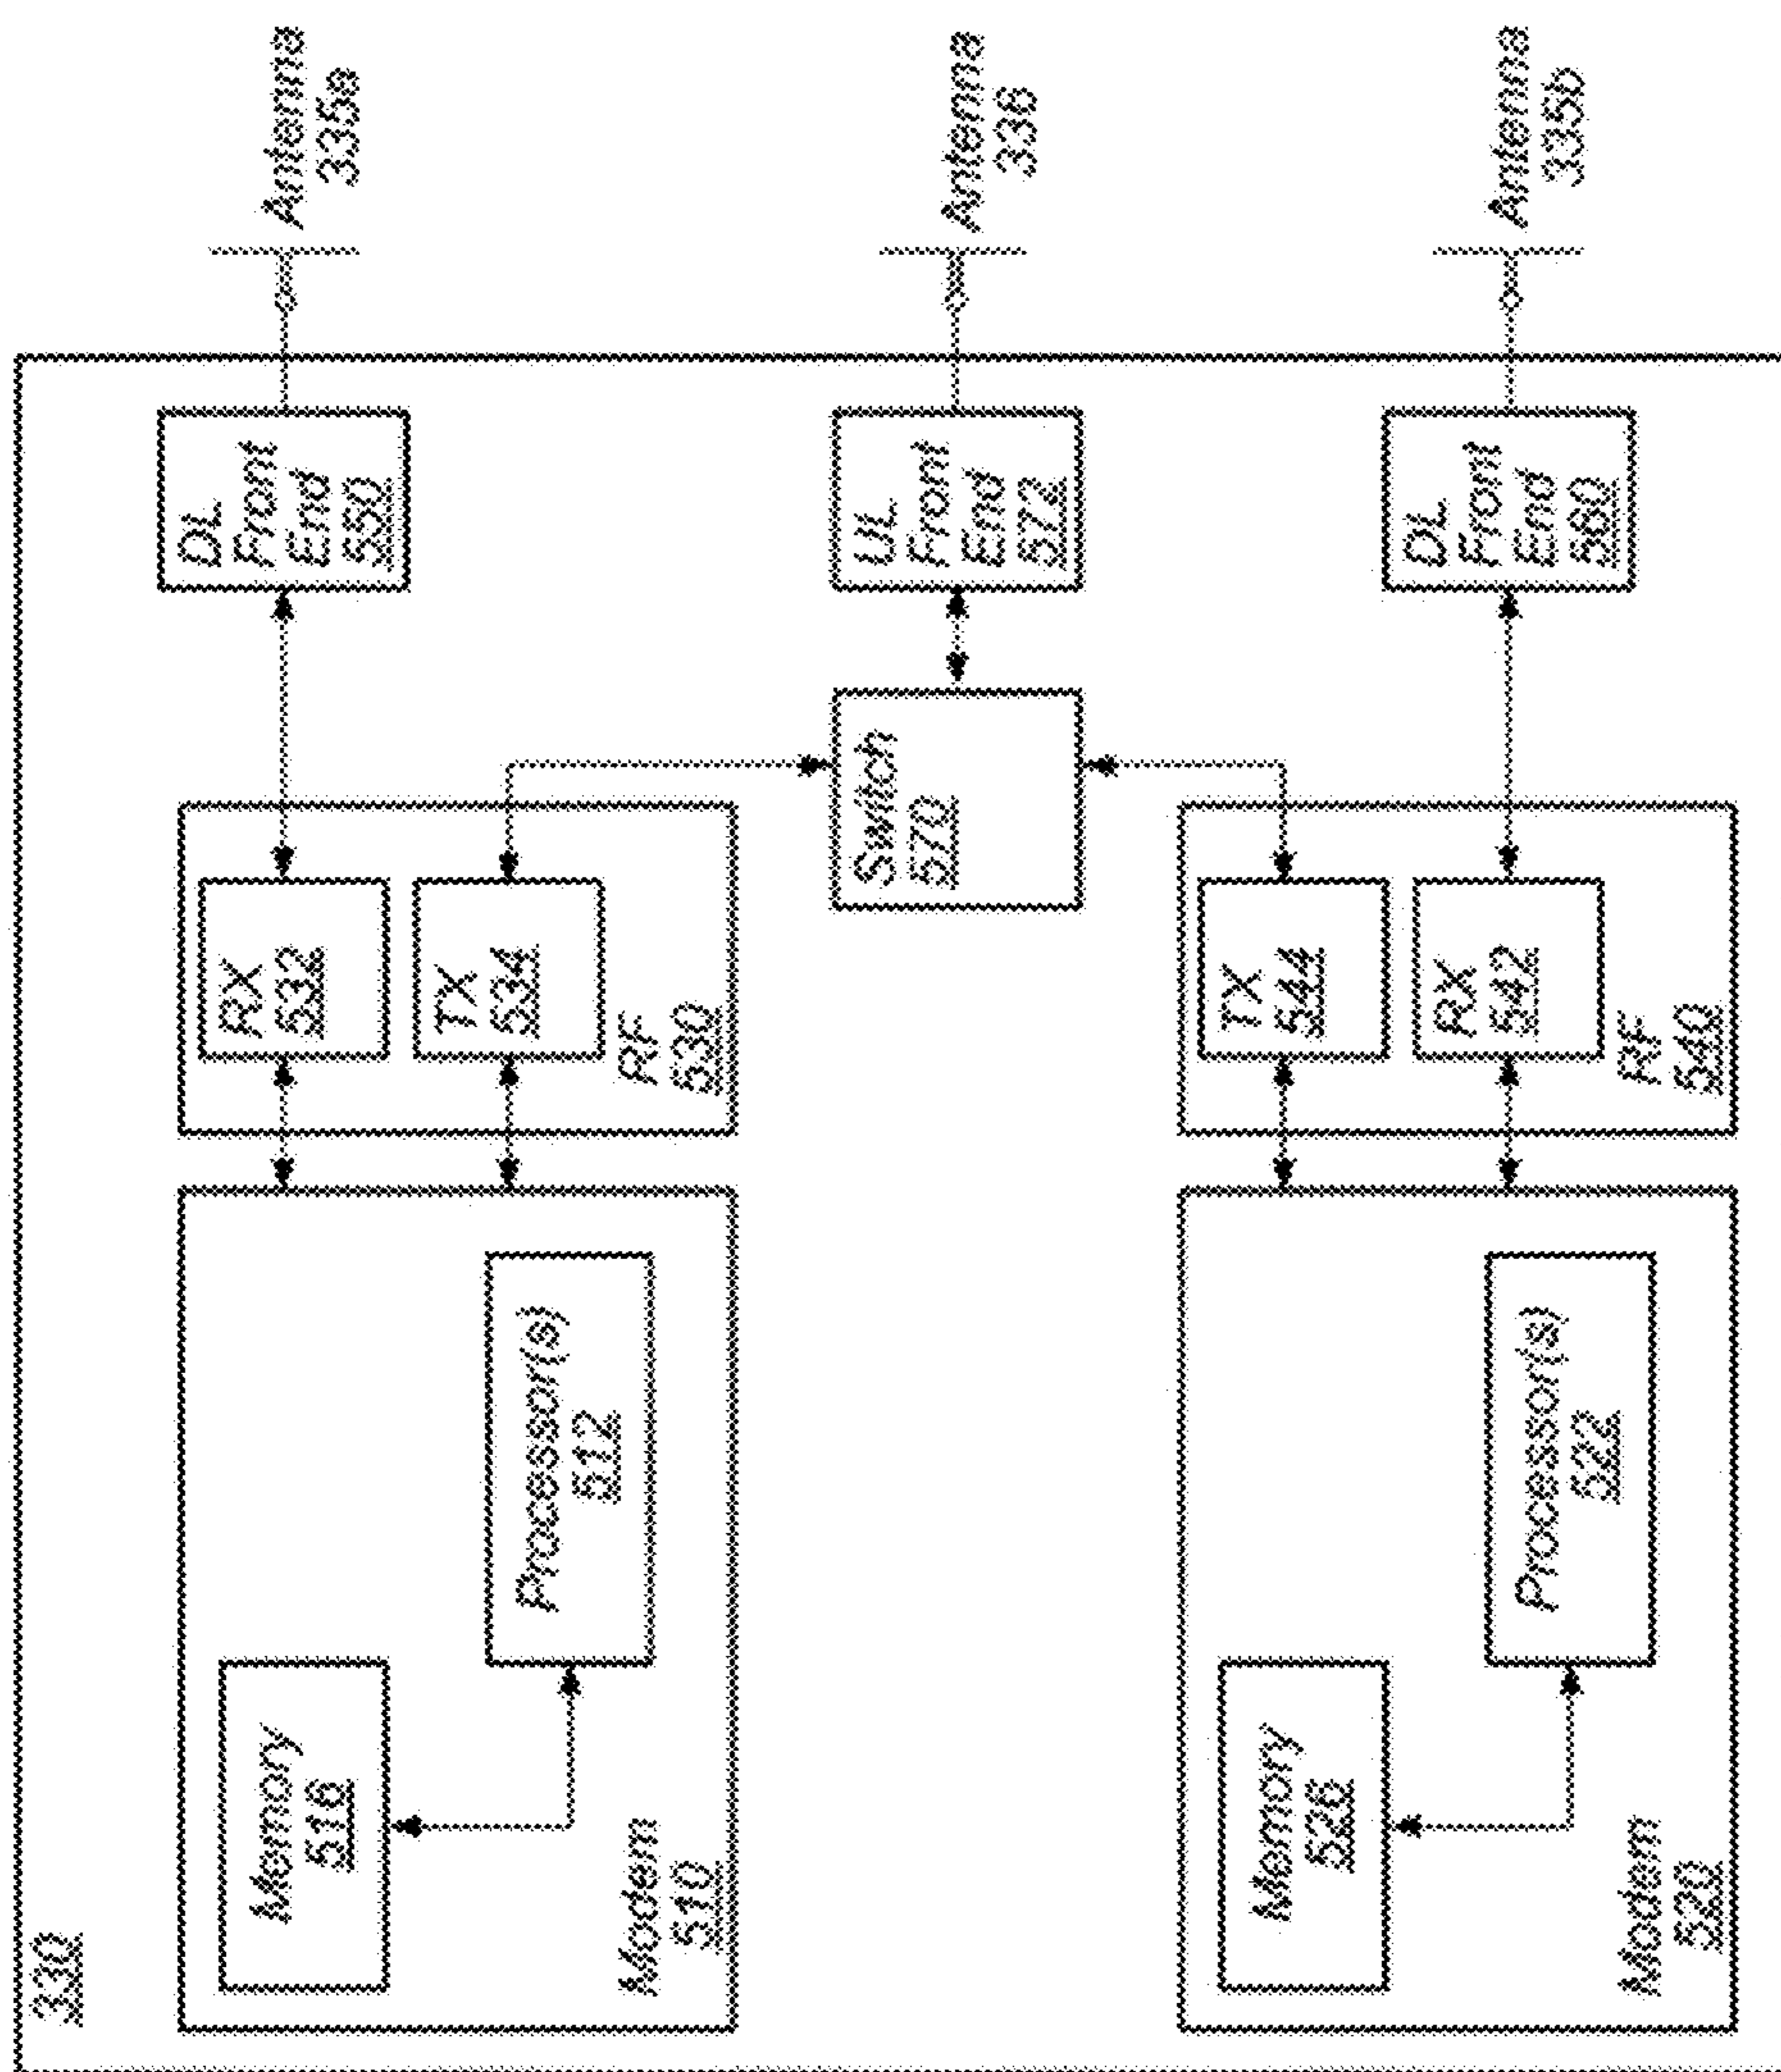 330
Memory
516
Processor(s)
512
Modem
510
RX
532
TX
534
RF
530
DL
Front
End
550
Antenna
335a
Switch
570
UL
Front
End
572
Antenna
336
Memory
526
Processor(s)
522
Modem
520
TX
544
RX
542
RF
540
DL
Front
End
560
Antenna
335b